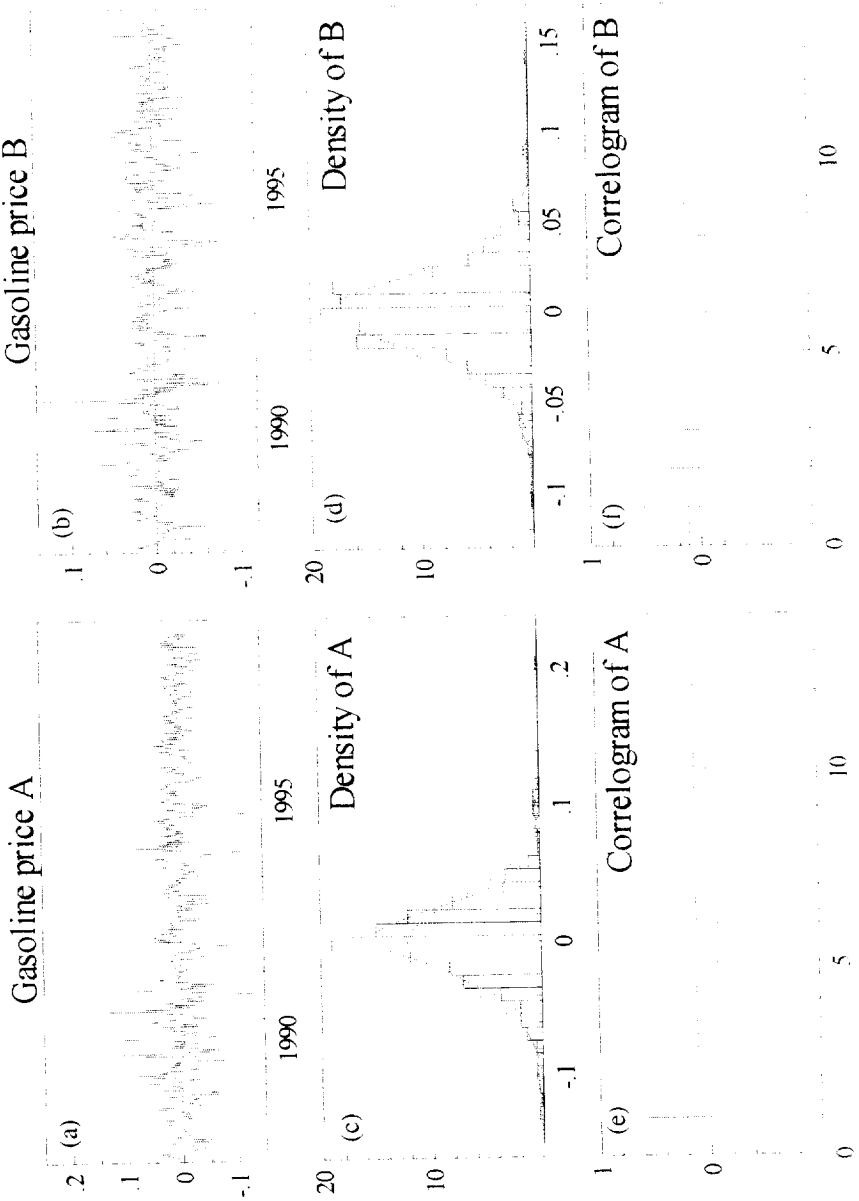 Gasoline price A
(a)
.2
.1
0
-.1
1990
1995
Gasoline price B
(b)
.1
0
-.1
1990
1995
Density of A
(c)
20
10
-.1
0
.1
.2
Density of B
(d)
20
10
-.1
-.05
0
.05
.1
.15
Correlogram of A
(e)
1
0
0
5
10
Correlogram of B
(f)
1
0
0
5
10